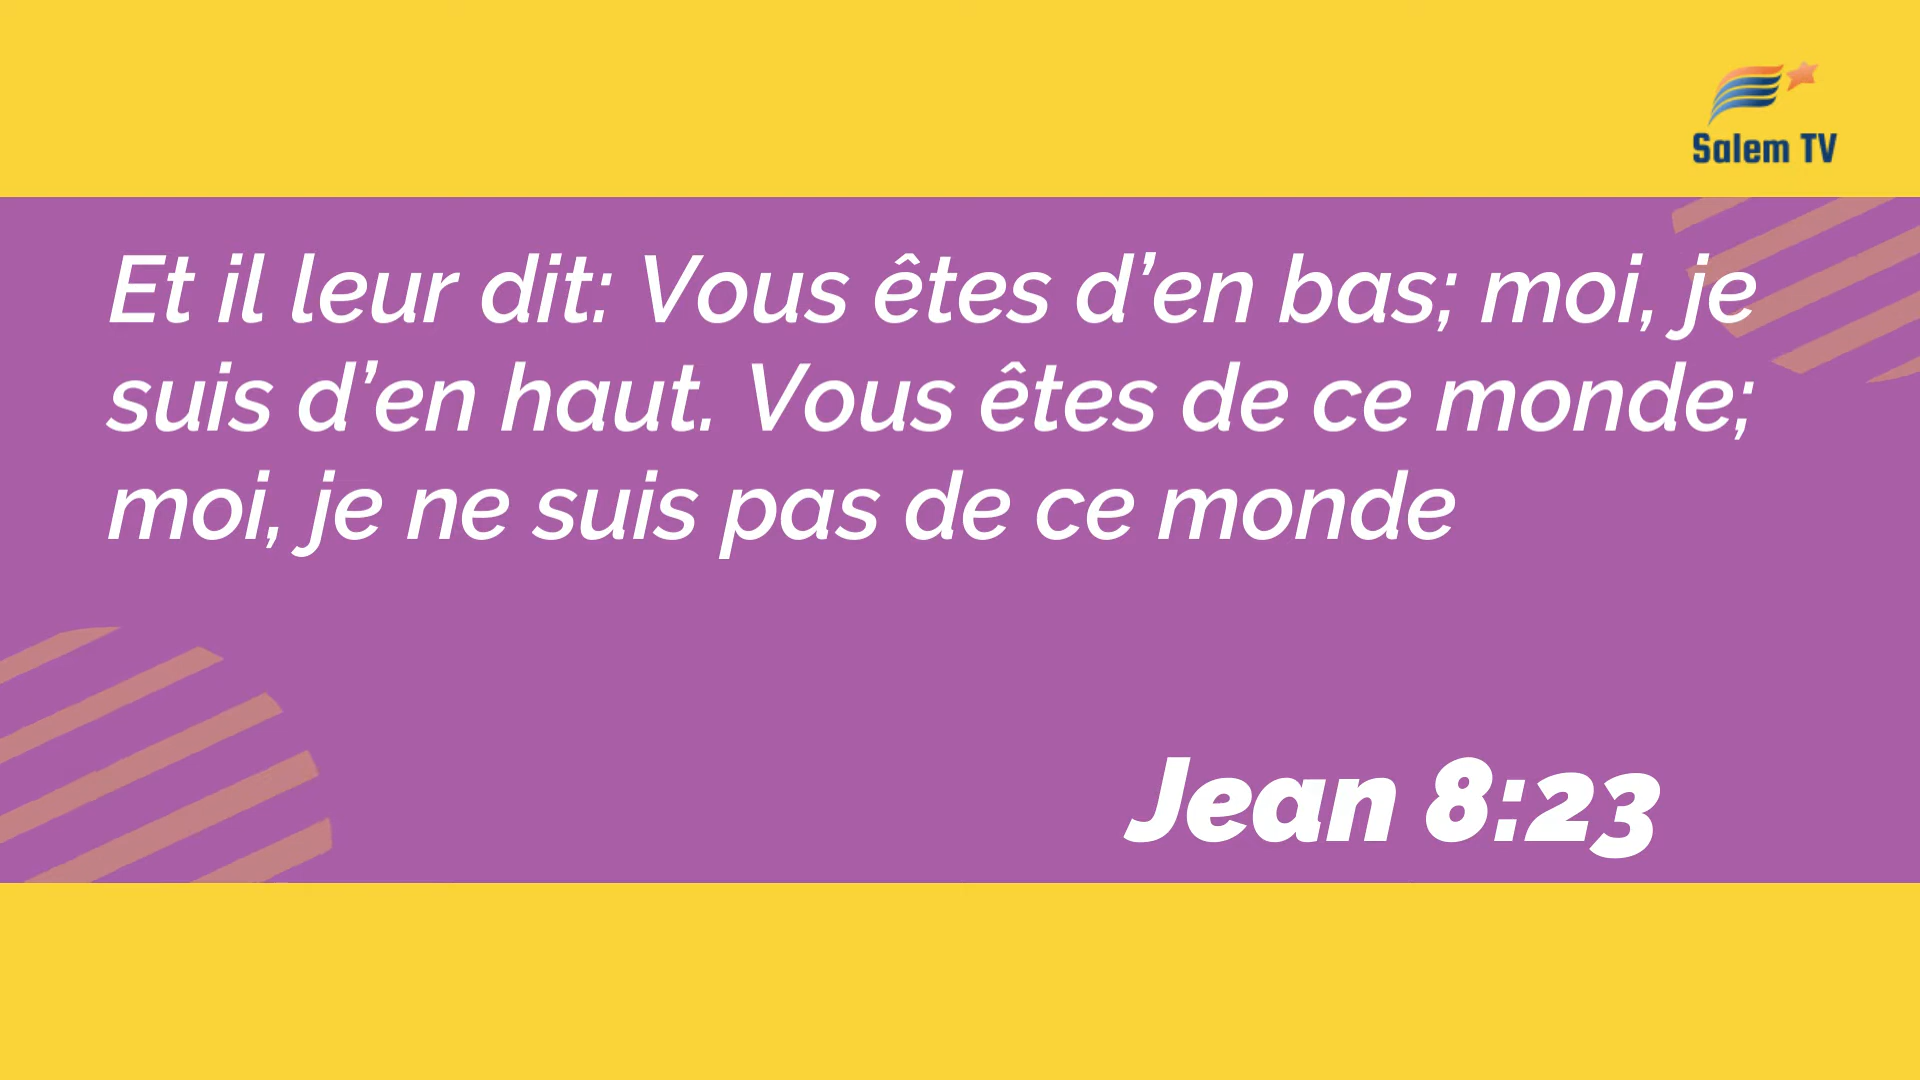 Salem TV
Et il leur dit: Vous êtes d’en bas; moi, je
suis d’en haut. Vous êtes de ce monde;
moi, je ne suis pas de ce monde
Jean 8:23